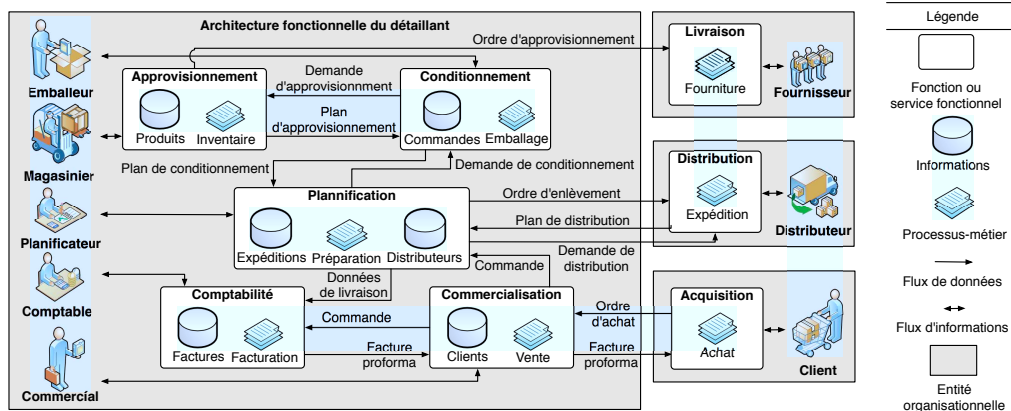 Architecture fonctionnelle du détaillant
Emballeur
Magasinier
Planificateur
Comptable
Commercial
Approvisionnement
Produits
Inventaire
Demande
d'approvisionnment
Plan
d'approvisionnement
Ordre d'approvisionnement
Conditionnement
Commandes
Emballage
Plan de conditionnement
Demande de conditionnement
Plannification
Expéditions
Préparation
Distributeurs
Ordre d'enlèvement
Plan de distribution
Demande de
distribution
Commande
Données
de livraison
Comptabilité
Factures
Facturation
Commande
Facture
proforma
Commercialisation
Clients
Vente
Ordre
d'achat
Facture
proforma
Livraison
Fourniture
Fournisseur
Distribution
Expédition
Distributeur
Acquisition
Achat
Client
Légende
Fonction ou
service fonctionnel
Informations
Processus-métier
Flux de données
Flux d'informations
Entité
organisationnelle